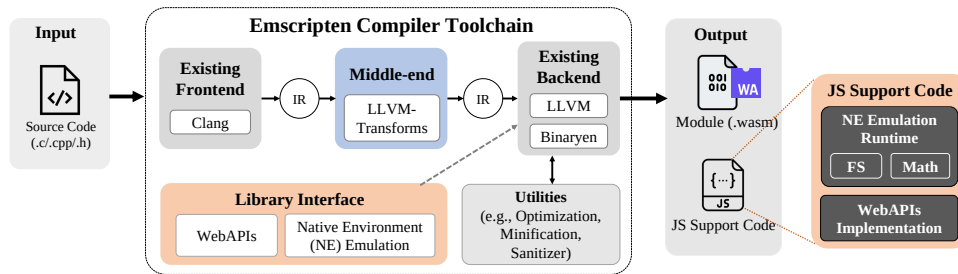 Input
</>
Source Code
(.c/.cpp/.h)
Emscripten Compiler Toolchain
Existing
Frontend
Clang
IR
Middle-end
LLVM-
Transforms
IR
Existing
Backend
LLVM
Binaryen
Library Interface
WebAPIs
Native Environment
(NE) Emulation
Utilities
(e.g., Optimization,
Minification,
Sanitizer)
Output
001
010
WA
Module (.wasm)
{···}
JS
JS Support Code
JS Support Code
NE Emulation
Runtime
FS
Math
WebAPIs
Implementation